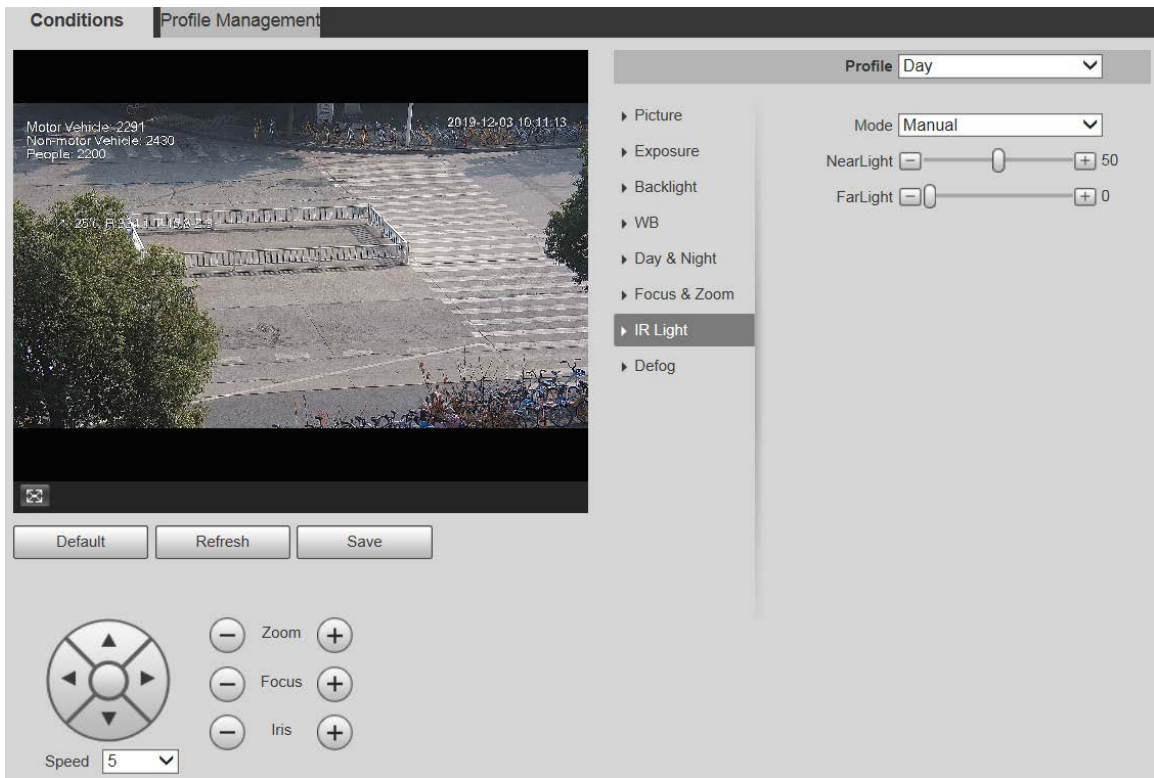 Conditions
Profile Management
Motor Vehicle: 2291
Non-motor Vehicle: 2430
People: 2200
2019-12-03 10:11:13
Default
Refresh
Save
Zoom
Focus
Iris
Speed 5
Profile Day
Picture
Exposure
Backlight
WB
Day & Night
Focus & Zoom
IR Light
Defog
Mode Manual
NearLight 50
FarLight 0